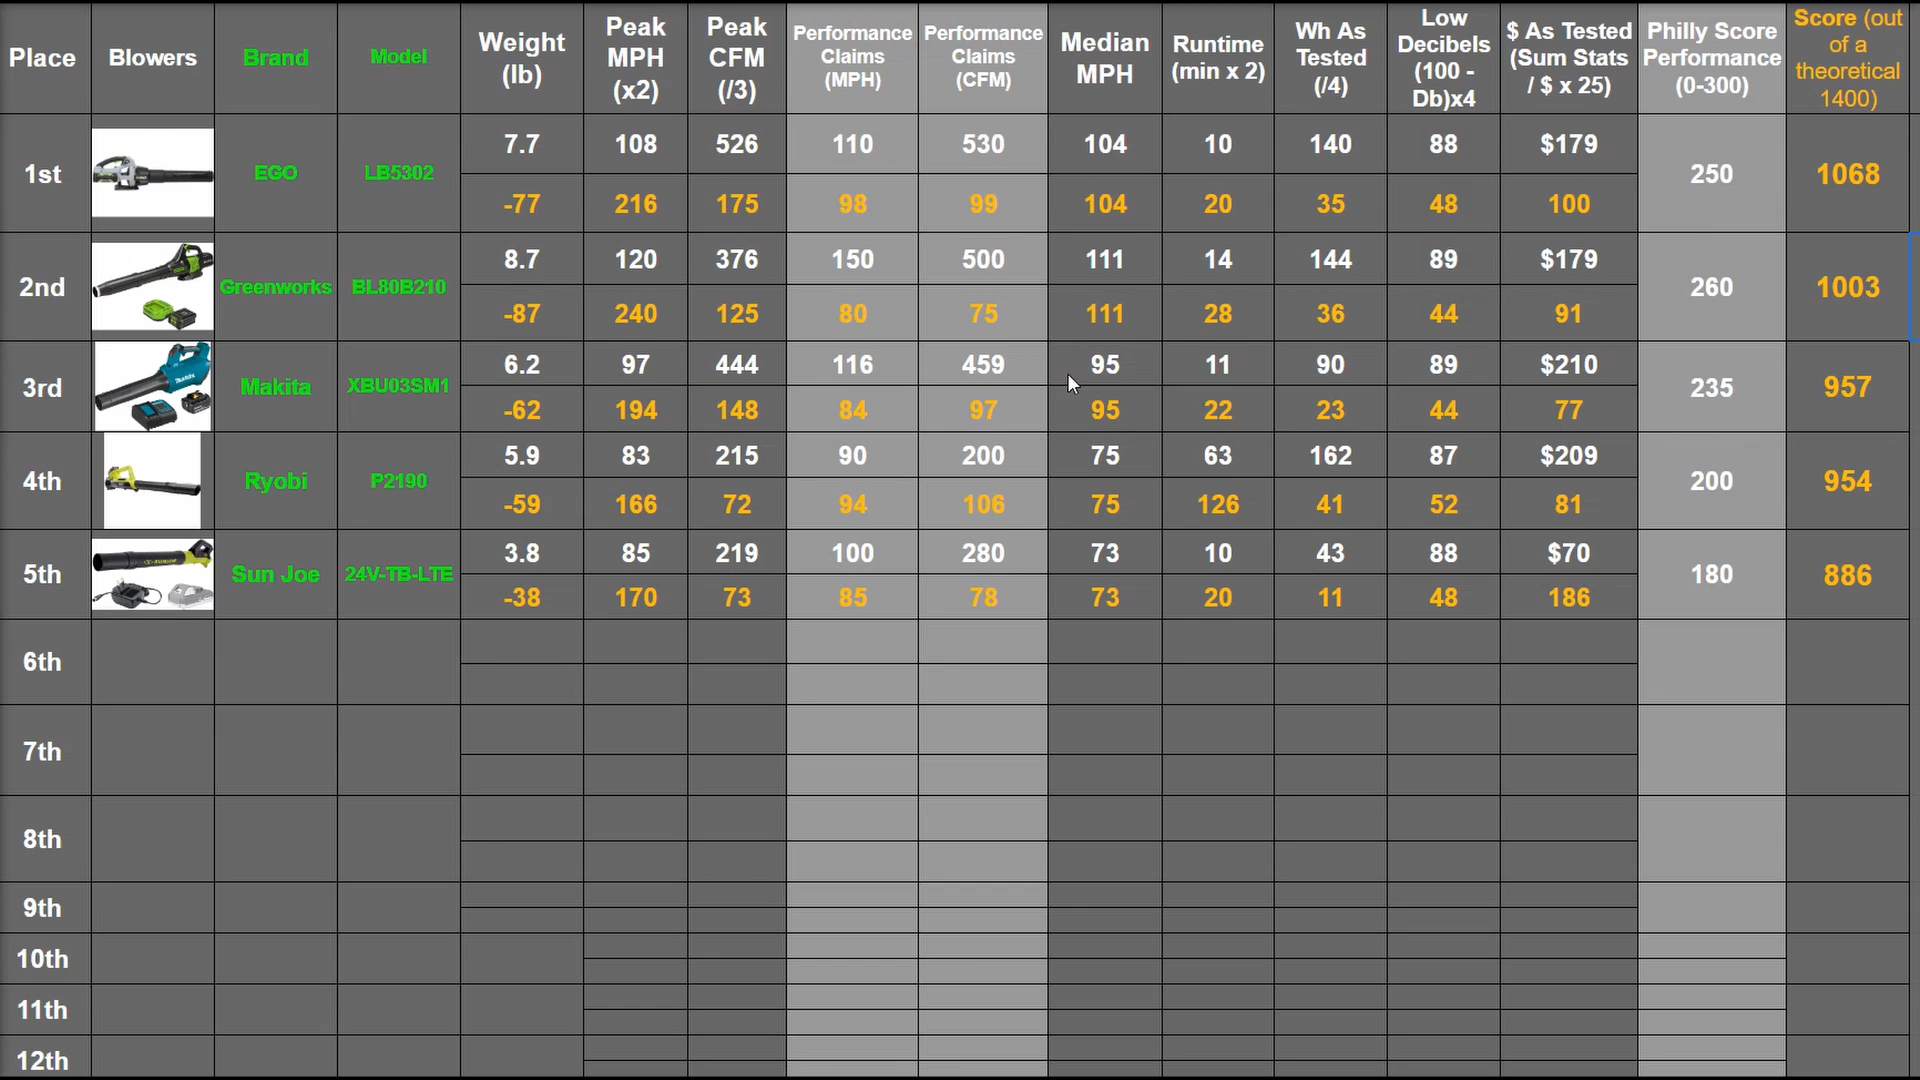 Place Blowers Brand Model Weight (lb) Peak MPH (x2) Peak CFM (/3) Performance Claims (MPH) Performance Claims (CFM) Median MPH Runtime (min x 2) Wh As Tested (/4) Low Decibels (100 - Db)x4 $ As Tested (Sum Stats / $ x 25) Philly Score Performance (0-300) Score (out of a theoretical 1400)
1st EGO LB5302 7.7 108 526 110 530 104 10 140 88 $179 250 1068
-77 216 175 98 99 104 20 35 48 100
2nd Greenworks BL80B210 8.7 120 376 150 500 111 14 144 89 $179 260 1003
-87 240 125 80 75 111 28 36 44 91
3rd Makita XBU03SM1 6.2 97 444 116 459 95 11 90 89 $210 235 957
-62 194 148 84 97 95 22 23 44 77
4th Ryobi P2190 5.9 83 215 90 200 75 63 162 87 $209 200 954
-59 166 72 94 106 75 126 41 52 81
5th Sun Joe 24V-TB-LTE 3.8 85 219 100 280 73 10 43 88 $70 180 886
-38 170 73 85 78 73 20 11 48 186
6th
7th
8th
9th
10th
11th
12th